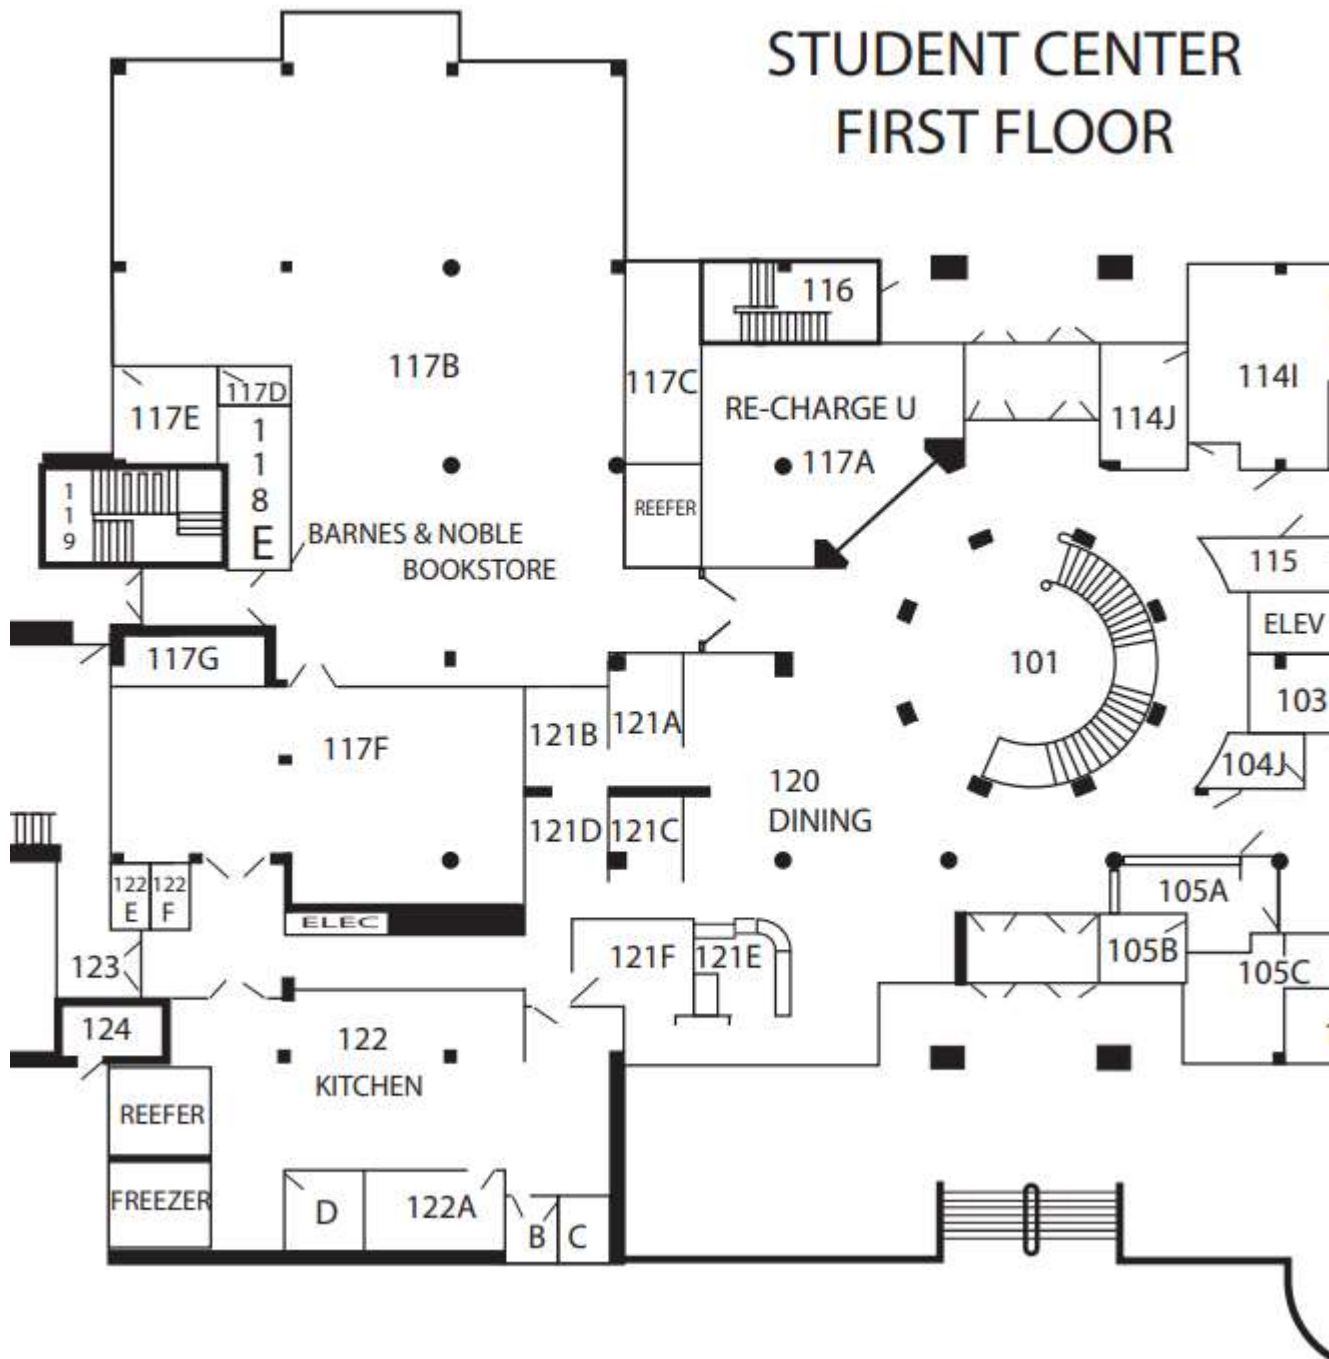 STUDENT CENTER
FIRST FLOOR
116
117B
117C
114I
117D
RE-CHARGE U
117E
114J
118E
117A
119
REEFER
BARNES & NOBLE
BOOKSTORE
115
ELEV
117G
101
103
121A
121B
117F
104J
120
DINING
121D
121C
122E
122F
105A
ELEC
121F
121E
105B
123
105C
124
122
KITCHEN
REEFER
FREEZER
D
122A
B
C